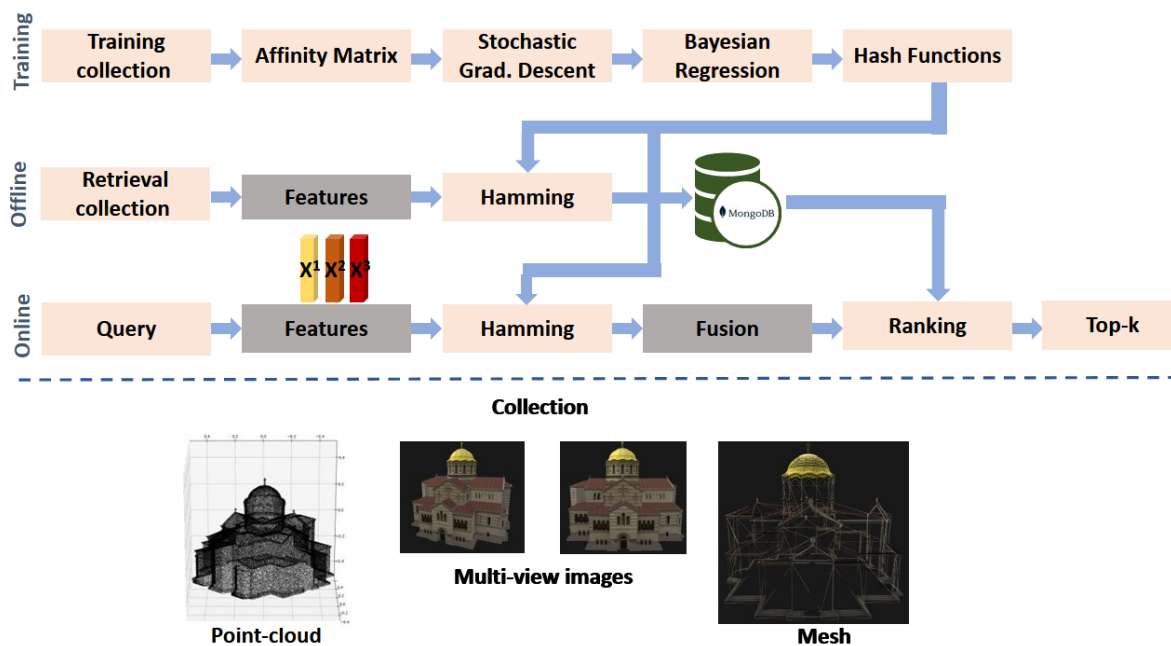 Training
Training
collection
Affinity Matrix
Stochastic
Grad. Descent
Bayesian
Regression
Hash Functions
Offline
Retrieval
collection
Features
Hamming
MongoDB
X¹ X² X³
Online
Query
Features
Hamming
Fusion
Ranking
Top-k
Collection
Point-cloud
Multi-view images
Mesh